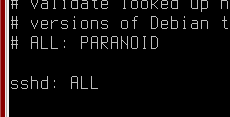 # validate looked up
# versions of Debian
# ALL: PARANOID
sshd: ALL